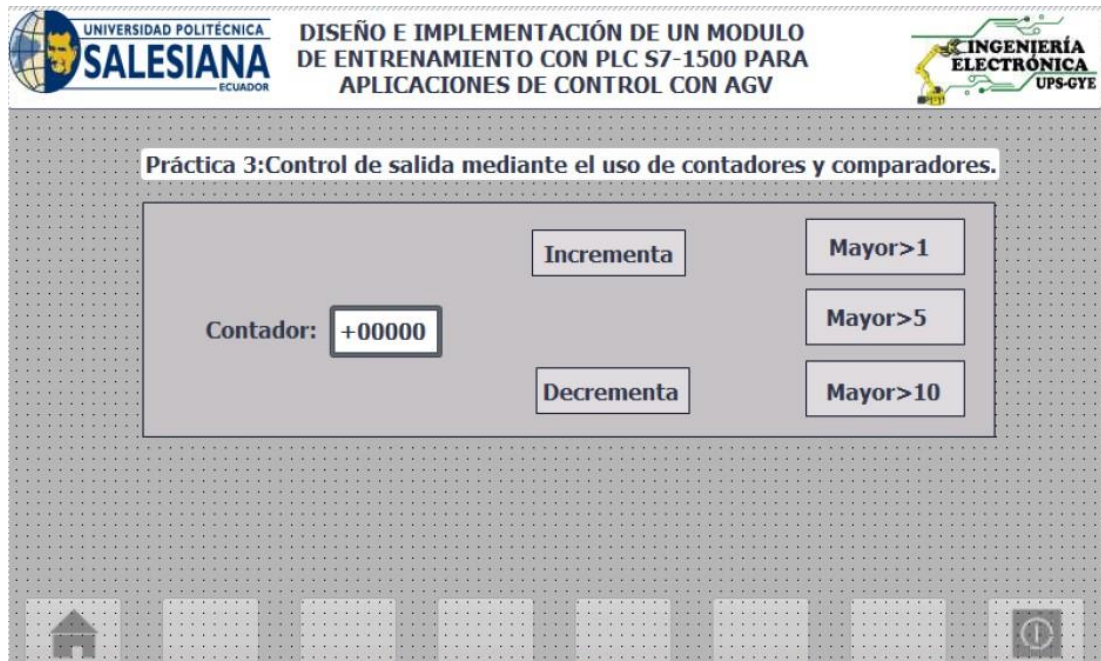 UNIVERSIDAD POLITÉCNICA
SALESIANA
ECUADOR
DISEÑO E IMPLEMENTACIÓN DE UN MODULO
DE ENTRENAMIENTO CON PLC S7-1500 PARA
APLICACIONES DE CONTROL CON AGV
INGENIERÍA
ELECTRÓNICA
UPS-GYE
Práctica 3:Control de salida mediante el uso de contadores y comparadores.
Incrementa
Mayor>1
Contador: +00000
Mayor>5
Decrementa
Mayor>10